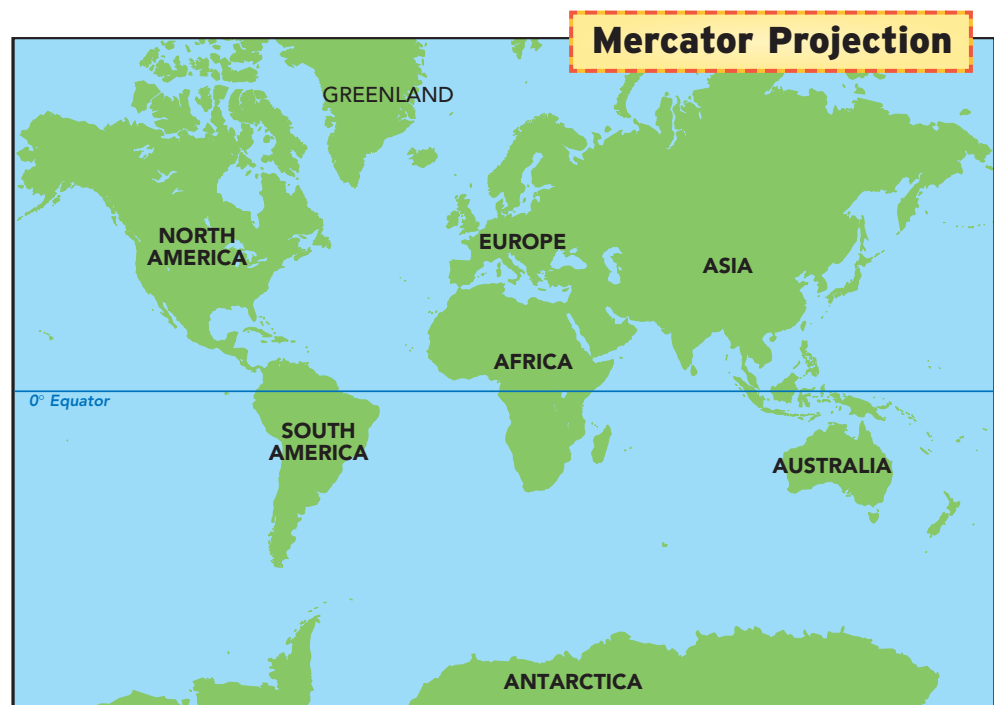 Mercator Projection
GREENLAND
NORTH
AMERICA
EUROPE
ASIA
AFRICA
0° Equator
SOUTH
AMERICA
AUSTRALIA
ANTARCTICA